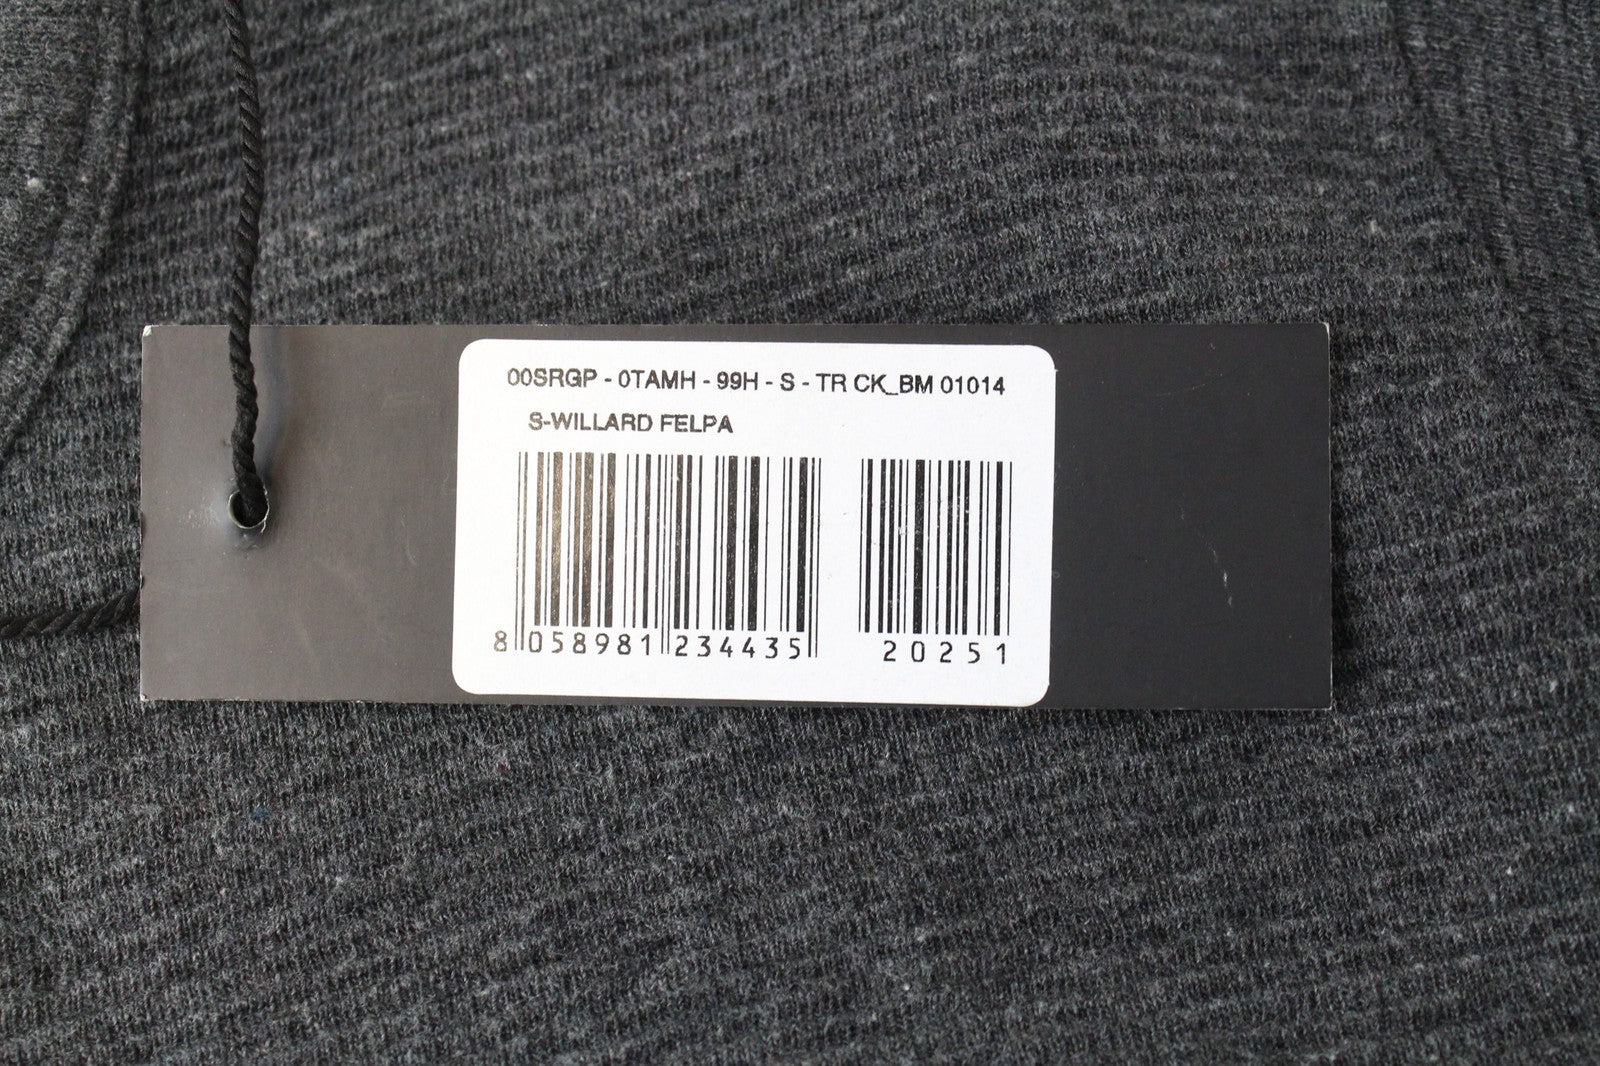 00SRGP - 0TAMH - 99H - S - TR CK_BM 01014
S-WILLARD FELPA
8 058981 234435 20251